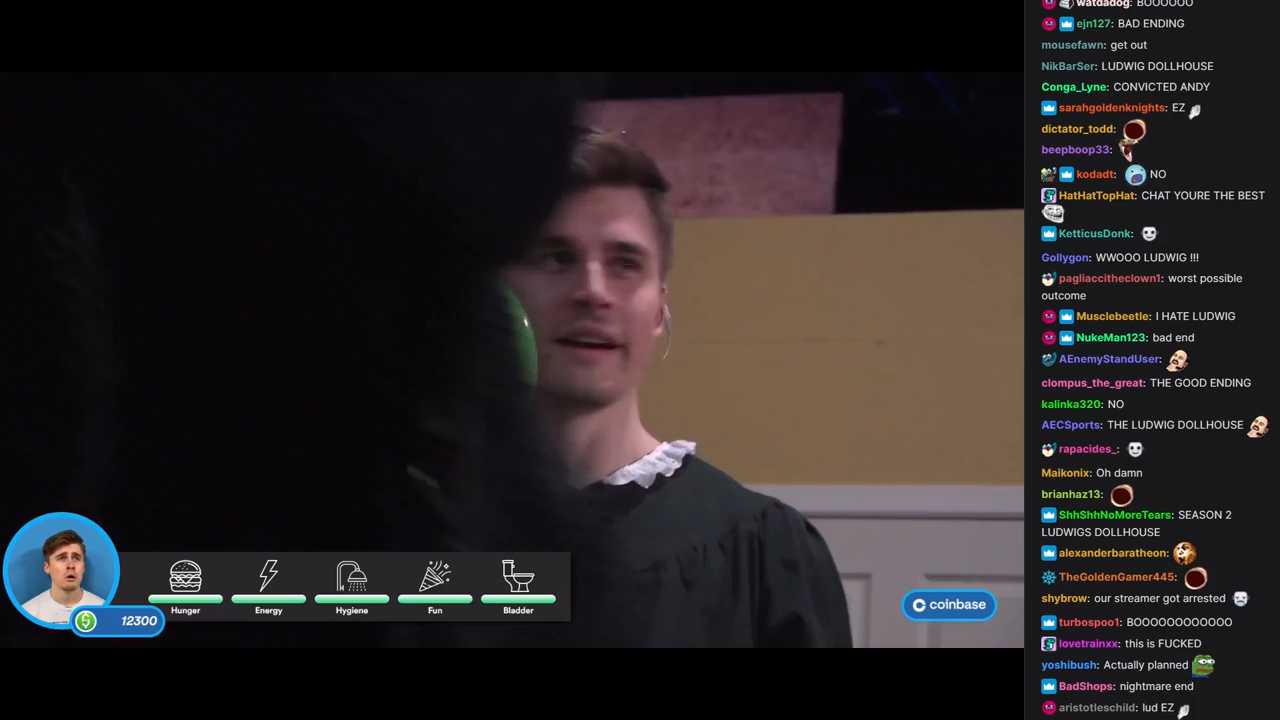 Hunger
Energy
Hygiene
Fun
Bladder
12300
coinbase
watdadog: BOOOOOO
ejn127: BAD ENDING
mousefawn: get out
NikBarSer: LUDWIG DOLLHOUSE
Conga_Lyne: CONVICTED ANDY
sarahgoldenknights: EZ
dictator_todd:
beepboop33:
kodadt: NO
HatHatTopHat: CHAT YOURE THE BEST
KetticusDonk:
Gollygon: WWOOO LUDWIG !!!
pagliaccitheclown1: worst possible
outcome
Musclebeetle: I HATE LUDWIG
NukeMan123: bad end
AEnemyStandUser:
clompus_the_great: THE GOOD ENDING
kalinka320: NO
AECSports: THE LUDWIG DOLLHOUSE
rapacides_:
Maikonix: Oh damn
brianhaz13:
ShhShhNoMoreTears: SEASON 2
LUDWIGS DOLLHOUSE
alexanderbaratheon:
TheGoldenGamer445:
shybrow: our streamer got arrested
turbospoo1: BOOOOOOOOOOO
lovetrainxx: this is FUCKED
yoshibush: Actually planned
BadShops: nightmare end
aristotleschild: lud EZ